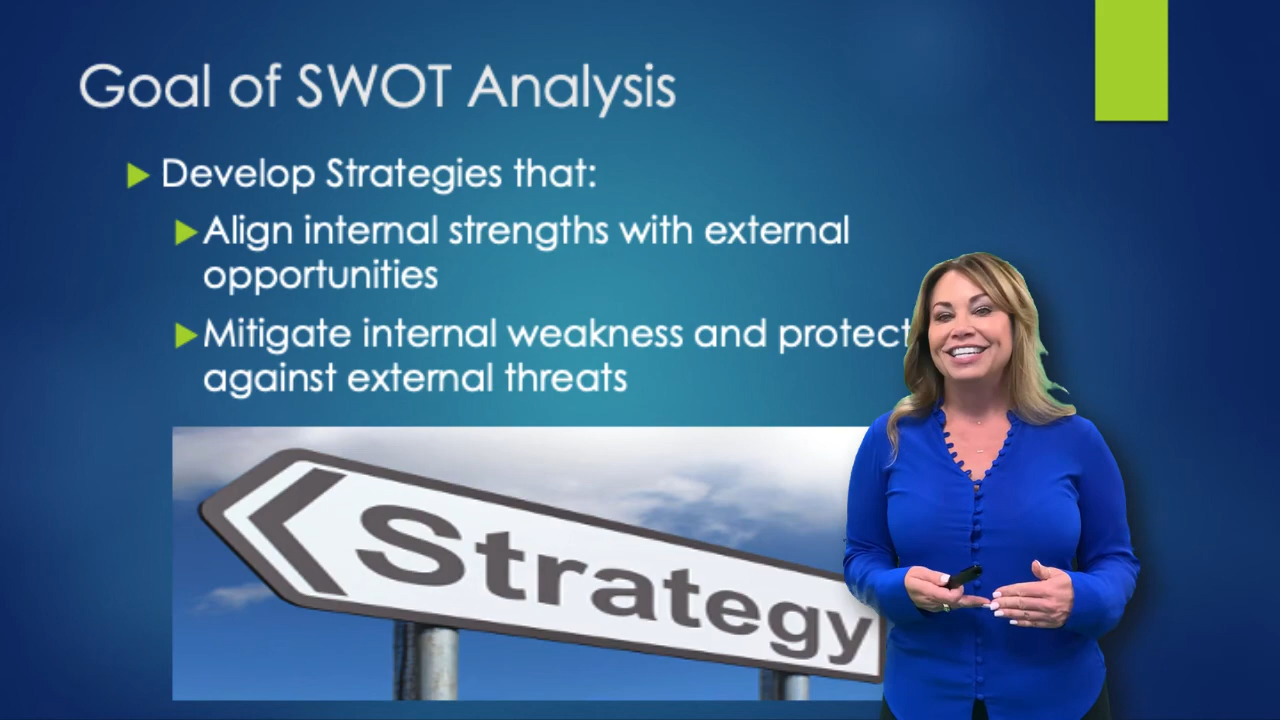 Goal of SWOT Analysis
Develop Strategies that:
Align internal strengths with external
opportunities
Mitigate internal weakness and protect
against external threats
Strategy